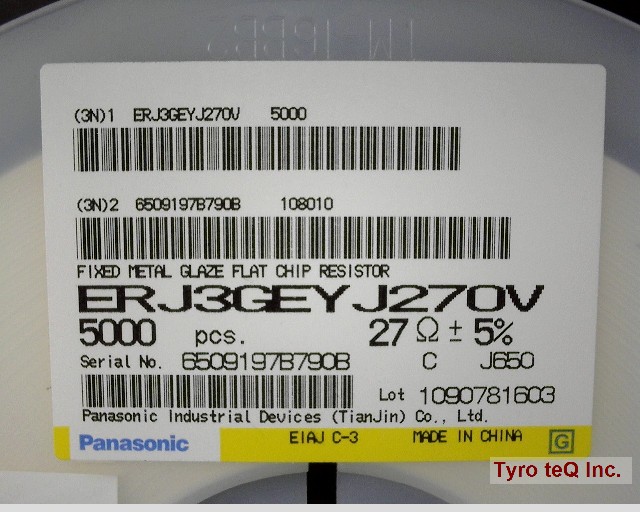 (3N)1 ERJ3GEYJ270V 5000
(3N)2 6509197B790B 108010
FIXED METAL GLAZE FLAT CHIP RESISTOR
ERJ3GEYJ270V
5000 pcs. 27 Ω ± 5%
Serial No. 6509197B790B C J650
Lot 1090781603
Panasonic Industrial Devices (TianJin) Co., Ltd.
Panasonic EIAJ C-3 MADE IN CHINA G
Tyro teQ Inc.